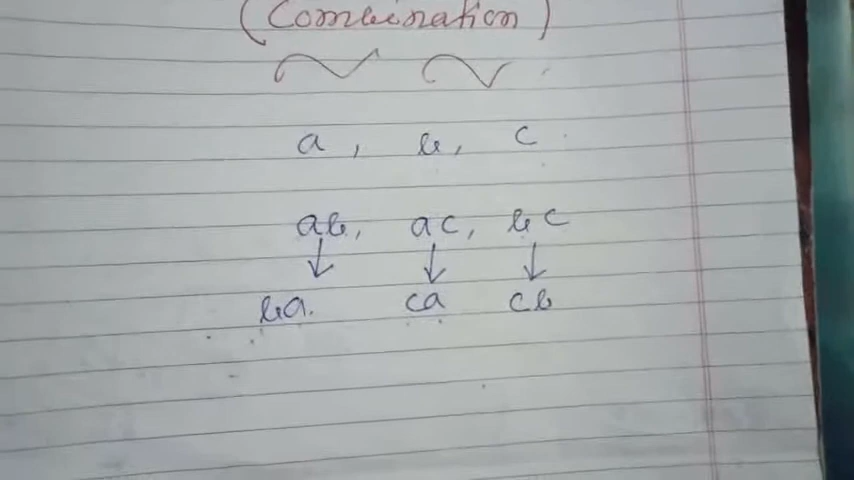 (Combination)
a, b, c
ab, ac, bc
↓ ↓ ↓
ba. ca cb